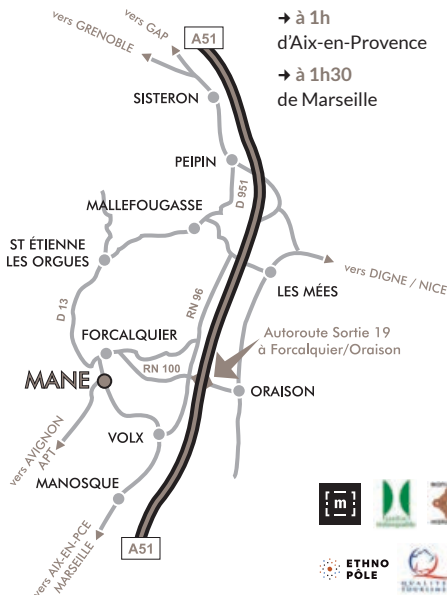 vers GAP
A51
vers GRENOBLE
→ à 1h
d'Aix-en-Provence
→ à 1h30
de Marseille
SISTERON
PEIPIN
D 951
MALLEFOUGASSE
ST ÉTIENNE
LES ORGUES
vers DIGNE / NICE
LES MÉES
D 13
RN 96
FORCALQUIER
Autoroute Sortie 19
à Forcalquier/Oraison
RN 100
MANE
ORAISON
vers AVIGNON
APT
VOLX
MANOSQUE
vers AIX-EN-PCE
MARSEILLE
A51
[m]
ETHNO
PÔLE
QUALITÉ
TOURISME